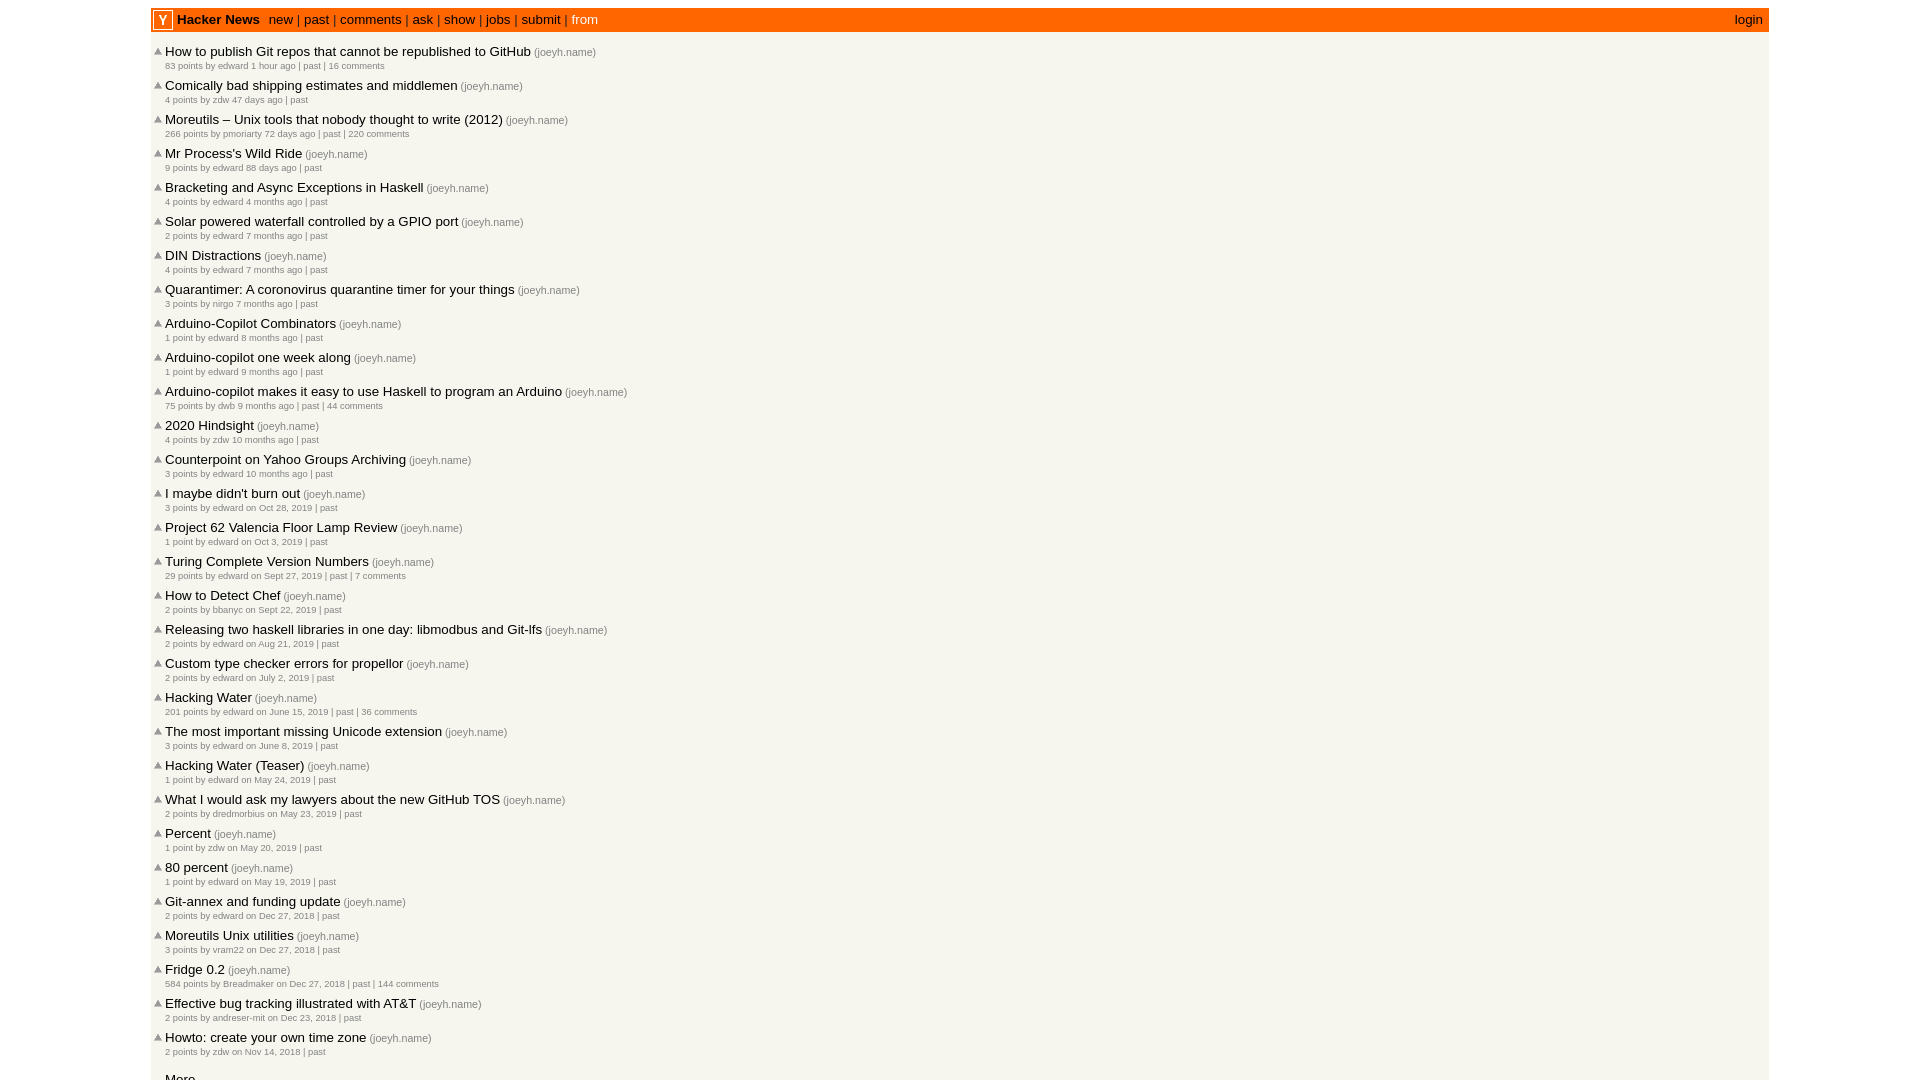 Y Hacker News new | past | comments | ask | show | jobs | submit | from login
How to publish Git repos that cannot be republished to GitHub (joeyh.name)
83 points by edward 1 hour ago | past | 16 comments
Comically bad shipping estimates and middlemen (joeyh.name)
4 points by zdw 47 days ago | past
Moreutils – Unix tools that nobody thought to write (2012) (joeyh.name)
266 points by pmoriarty 72 days ago | past | 220 comments
Mr Process's Wild Ride (joeyh.name)
9 points by edward 88 days ago | past
Bracketing and Async Exceptions in Haskell (joeyh.name)
4 points by edward 4 months ago | past
Solar powered waterfall controlled by a GPIO port (joeyh.name)
2 points by edward 7 months ago | past
DIN Distractions (joeyh.name)
4 points by edward 7 months ago | past
Quarantimer: A coronovirus quarantine timer for your things (joeyh.name)
3 points by nirgo 7 months ago | past
Arduino-Copilot Combinators (joeyh.name)
1 point by edward 8 months ago | past
Arduino-copilot one week along (joeyh.name)
1 point by edward 9 months ago | past
Arduino-copilot makes it easy to use Haskell to program an Arduino (joeyh.name)
75 points by dwb 9 months ago | past | 44 comments
2020 Hindsight (joeyh.name)
4 points by zdw 10 months ago | past
Counterpoint on Yahoo Groups Archiving (joeyh.name)
3 points by edward 10 months ago | past
I maybe didn't burn out (joeyh.name)
3 points by edward on Oct 28, 2019 | past
Project 62 Valencia Floor Lamp Review (joeyh.name)
1 point by edward on Oct 3, 2019 | past
Turing Complete Version Numbers (joeyh.name)
29 points by edward on Sept 27, 2019 | past | 7 comments
How to Detect Chef (joeyh.name)
2 points by bbanyc on Sept 22, 2019 | past
Releasing two haskell libraries in one day: libmodbus and Git-lfs (joeyh.name)
2 points by edward on Aug 21, 2019 | past
Custom type checker errors for propellor (joeyh.name)
2 points by edward on July 2, 2019 | past
Hacking Water (joeyh.name)
201 points by edward on June 15, 2019 | past | 36 comments
The most important missing Unicode extension (joeyh.name)
3 points by edward on June 8, 2019 | past
Hacking Water (Teaser) (joeyh.name)
1 point by edward on May 24, 2019 | past
What I would ask my lawyers about the new GitHub TOS (joeyh.name)
2 points by dredmorbius on May 23, 2019 | past
Percent (joeyh.name)
1 point by zdw on May 20, 2019 | past
80 percent (joeyh.name)
1 point by edward on May 19, 2019 | past
Git-annex and funding update (joeyh.name)
2 points by edward on Dec 27, 2018 | past
Moreutils Unix utilities (joeyh.name)
3 points by vram22 on Dec 27, 2018 | past
Fridge 0.2 (joeyh.name)
584 points by Breadmaker on Dec 27, 2018 | past | 144 comments
Effective bug tracking illustrated with AT&T (joeyh.name)
2 points by andreser-mit on Dec 23, 2018 | past
Howto: create your own time zone (joeyh.name)
2 points by zdw on Nov 14, 2018 | past
More